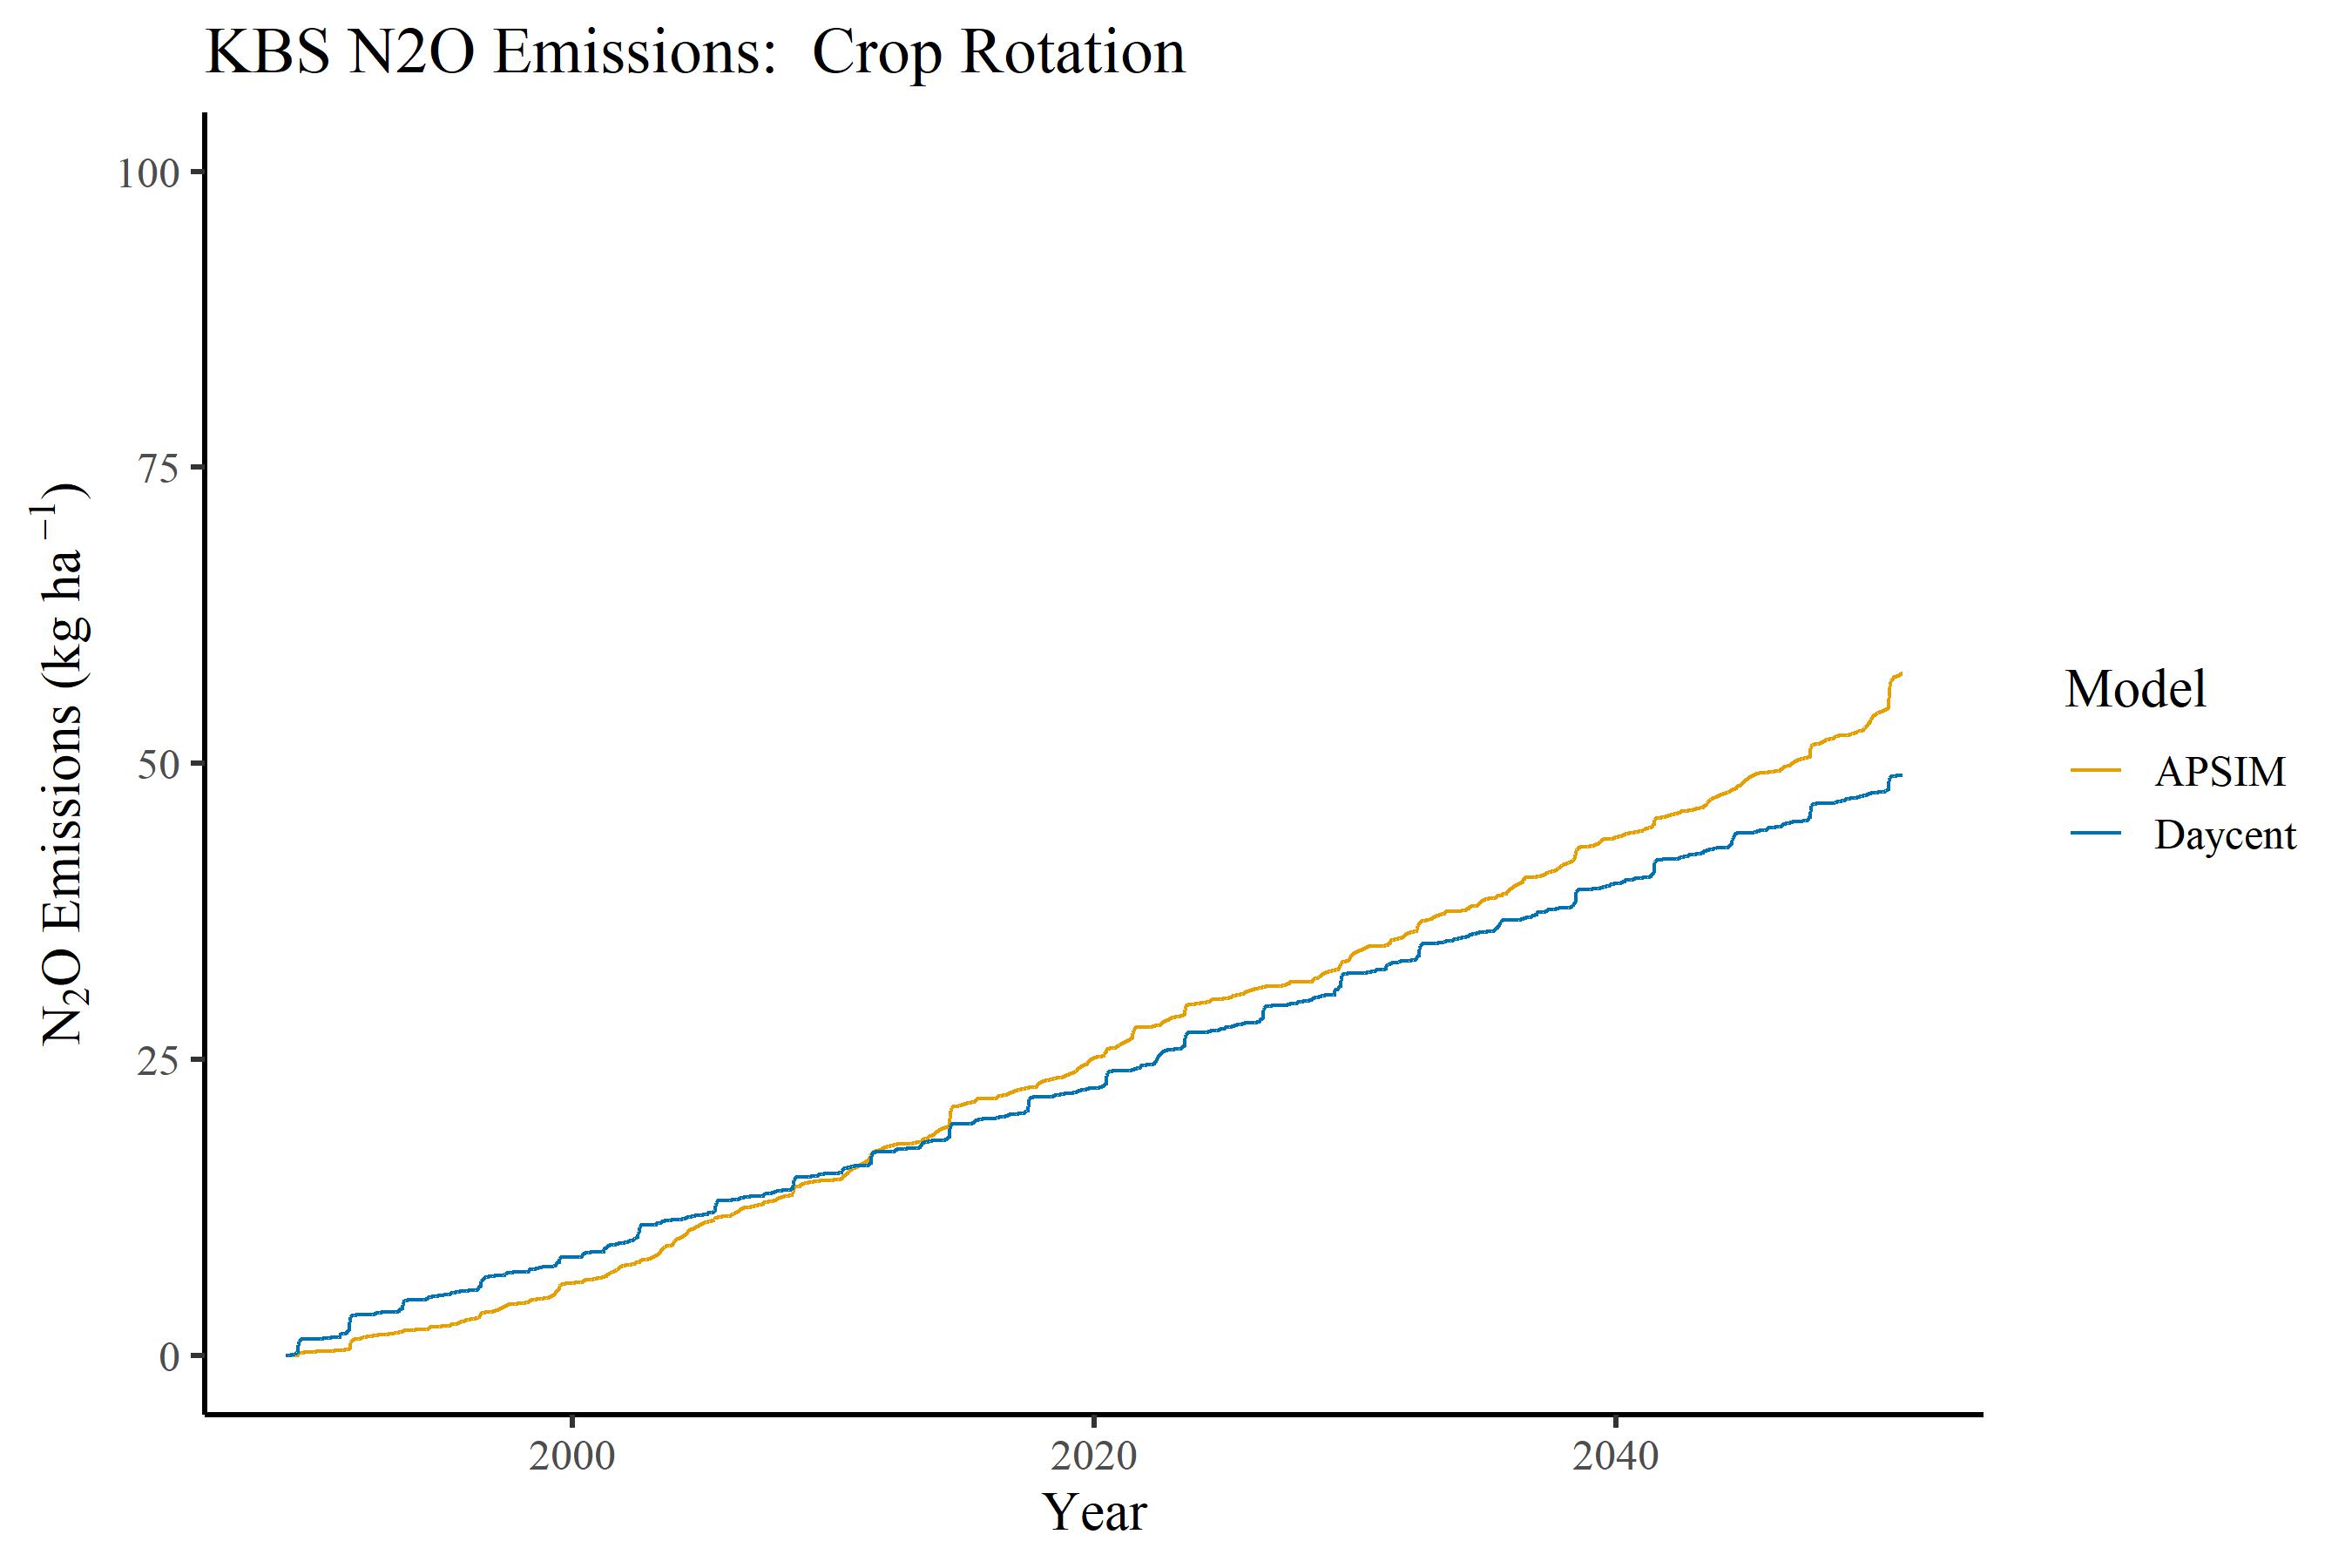 KBS N2O Emissions:  Crop Rotation
100
75
50
25
0
N₂O Emissions (kg ha⁻¹)
2000
2020
2040
Year
Model
APSIM
Daycent